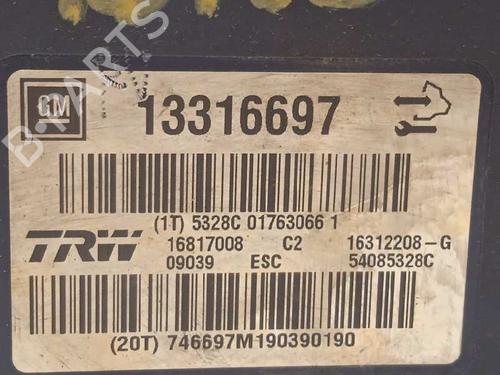 GM 13316697
(1T) 5328C 01763066 1
TRW 16817008 C2 16312208-G
09039 ESC 54085328C
(20T) 746697M190390190
B-PARTS